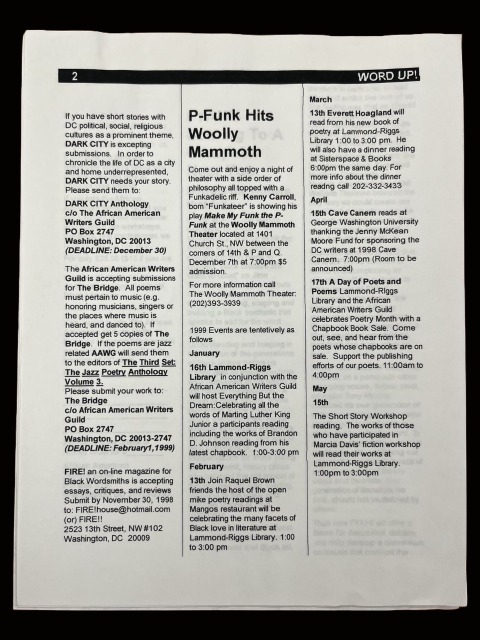 2
WORD UP!
If you have short stories with
DC political, social, relgious
cultures as a prominent theme,
DARK CITY is excepting
submissions. In order to
chronicle the life of DC as a city
and home underrepresented,
DARK CITY needs your story.
Please send them to:
DARK CITY Anthology
c/o The African American
Writers Guild
PO Box 2747
Washington, DC 20013
(DEADLINE: December 30)
The African American Writers
Guild is accepting submissions
for The Bridge. All poems
must pertain to music (e.g.
honoring musicians, singers or
the places where music is
heard, and danced to). If
accepted get 5 copies of The
Bridge. If the poems are jazz
related AAWG will send them
to the editors of The Third Set:
The Jazz Poetry Anthology
Volume 3.
Please submit your work to:
The Bridge
c/o African American Writers
Guild
PO Box 2747
Washington, DC 20013-2747
(DEADLINE: February1,1999)
FIRE! an on-line magazine for
Black Wordsmiths is accepting
essays, critiques, and reviews
Submit by November 30, 1998
to: FIRE!house@hotmail.com
(or) FIRE!!
2523 13th Street, NW #102
Washington, DC 20009
P-Funk Hits
Woolly
Mammoth
Come out and enjoy a night of
theater with a side order of
philosophy all topped with a
Funkadelic riff. Kenny Carroll,
born "Funkateer" is showing his
play Make My Funk the P-
Funk at the Woolly Mammoth
Theater located at 1401
Church St., NW between the
corners of 14th & P and Q.
December 7th at 7:00pm $5
admission.
For more information call
The Woolly Mammoth Theater:
(202)393-3939
1999 Events are tentively as
follows
January
16th Lammond-Riggs
Library in conjunction with the
African American Writers Guild
will host Everything But the
Dream:Celebrating all the
words of Marting Luther King
Junior a participants reading
including the works of Brandon
D. Johnson reading from his
latest chapbook. 1:00-3:00 pm
February
13th Join Raquel Brown
friends the host of the open
mike poetry readings at
Mangos restaurant will be
celebrating the many facets of
Black love in literature at
Lammond-Riggs Library. 1:00
to 3:00 pm
March
13th Everett Hoagland will
read from his new book of
poetry at Lammond-Riggs
Library 1:00 to 3:00 pm. He
will also have a dinner reading
at Sisterspace & Books
6:00pm the same day. For
more info about the dinner
readng call 202-332-3433
April
15th Cave Canem reads at
George Washington University
thanking the Jenny McKean
Moore Fund for sponsoring the
DC writers at 1998 Cave
Canem. 7:00pm (Room to be
announced)
17th A Day of Poets and
Poems Lammond-Riggs
Library and the African
American Writers Guild
celebrates Poetry Month with a
Chapbook Book Sale. Come
out, see, and hear from the
poets whose chapbooks are on
sale. Support the publishing
efforts of our poets. 11:00am to
4:00pm
May
15th
The Short Story Workshop
reading. The works of those
who have participated in
Marcia Davis' fiction workshop
will read their works at
Lammond-Riggs Library.
1:00pm to 3:00pm